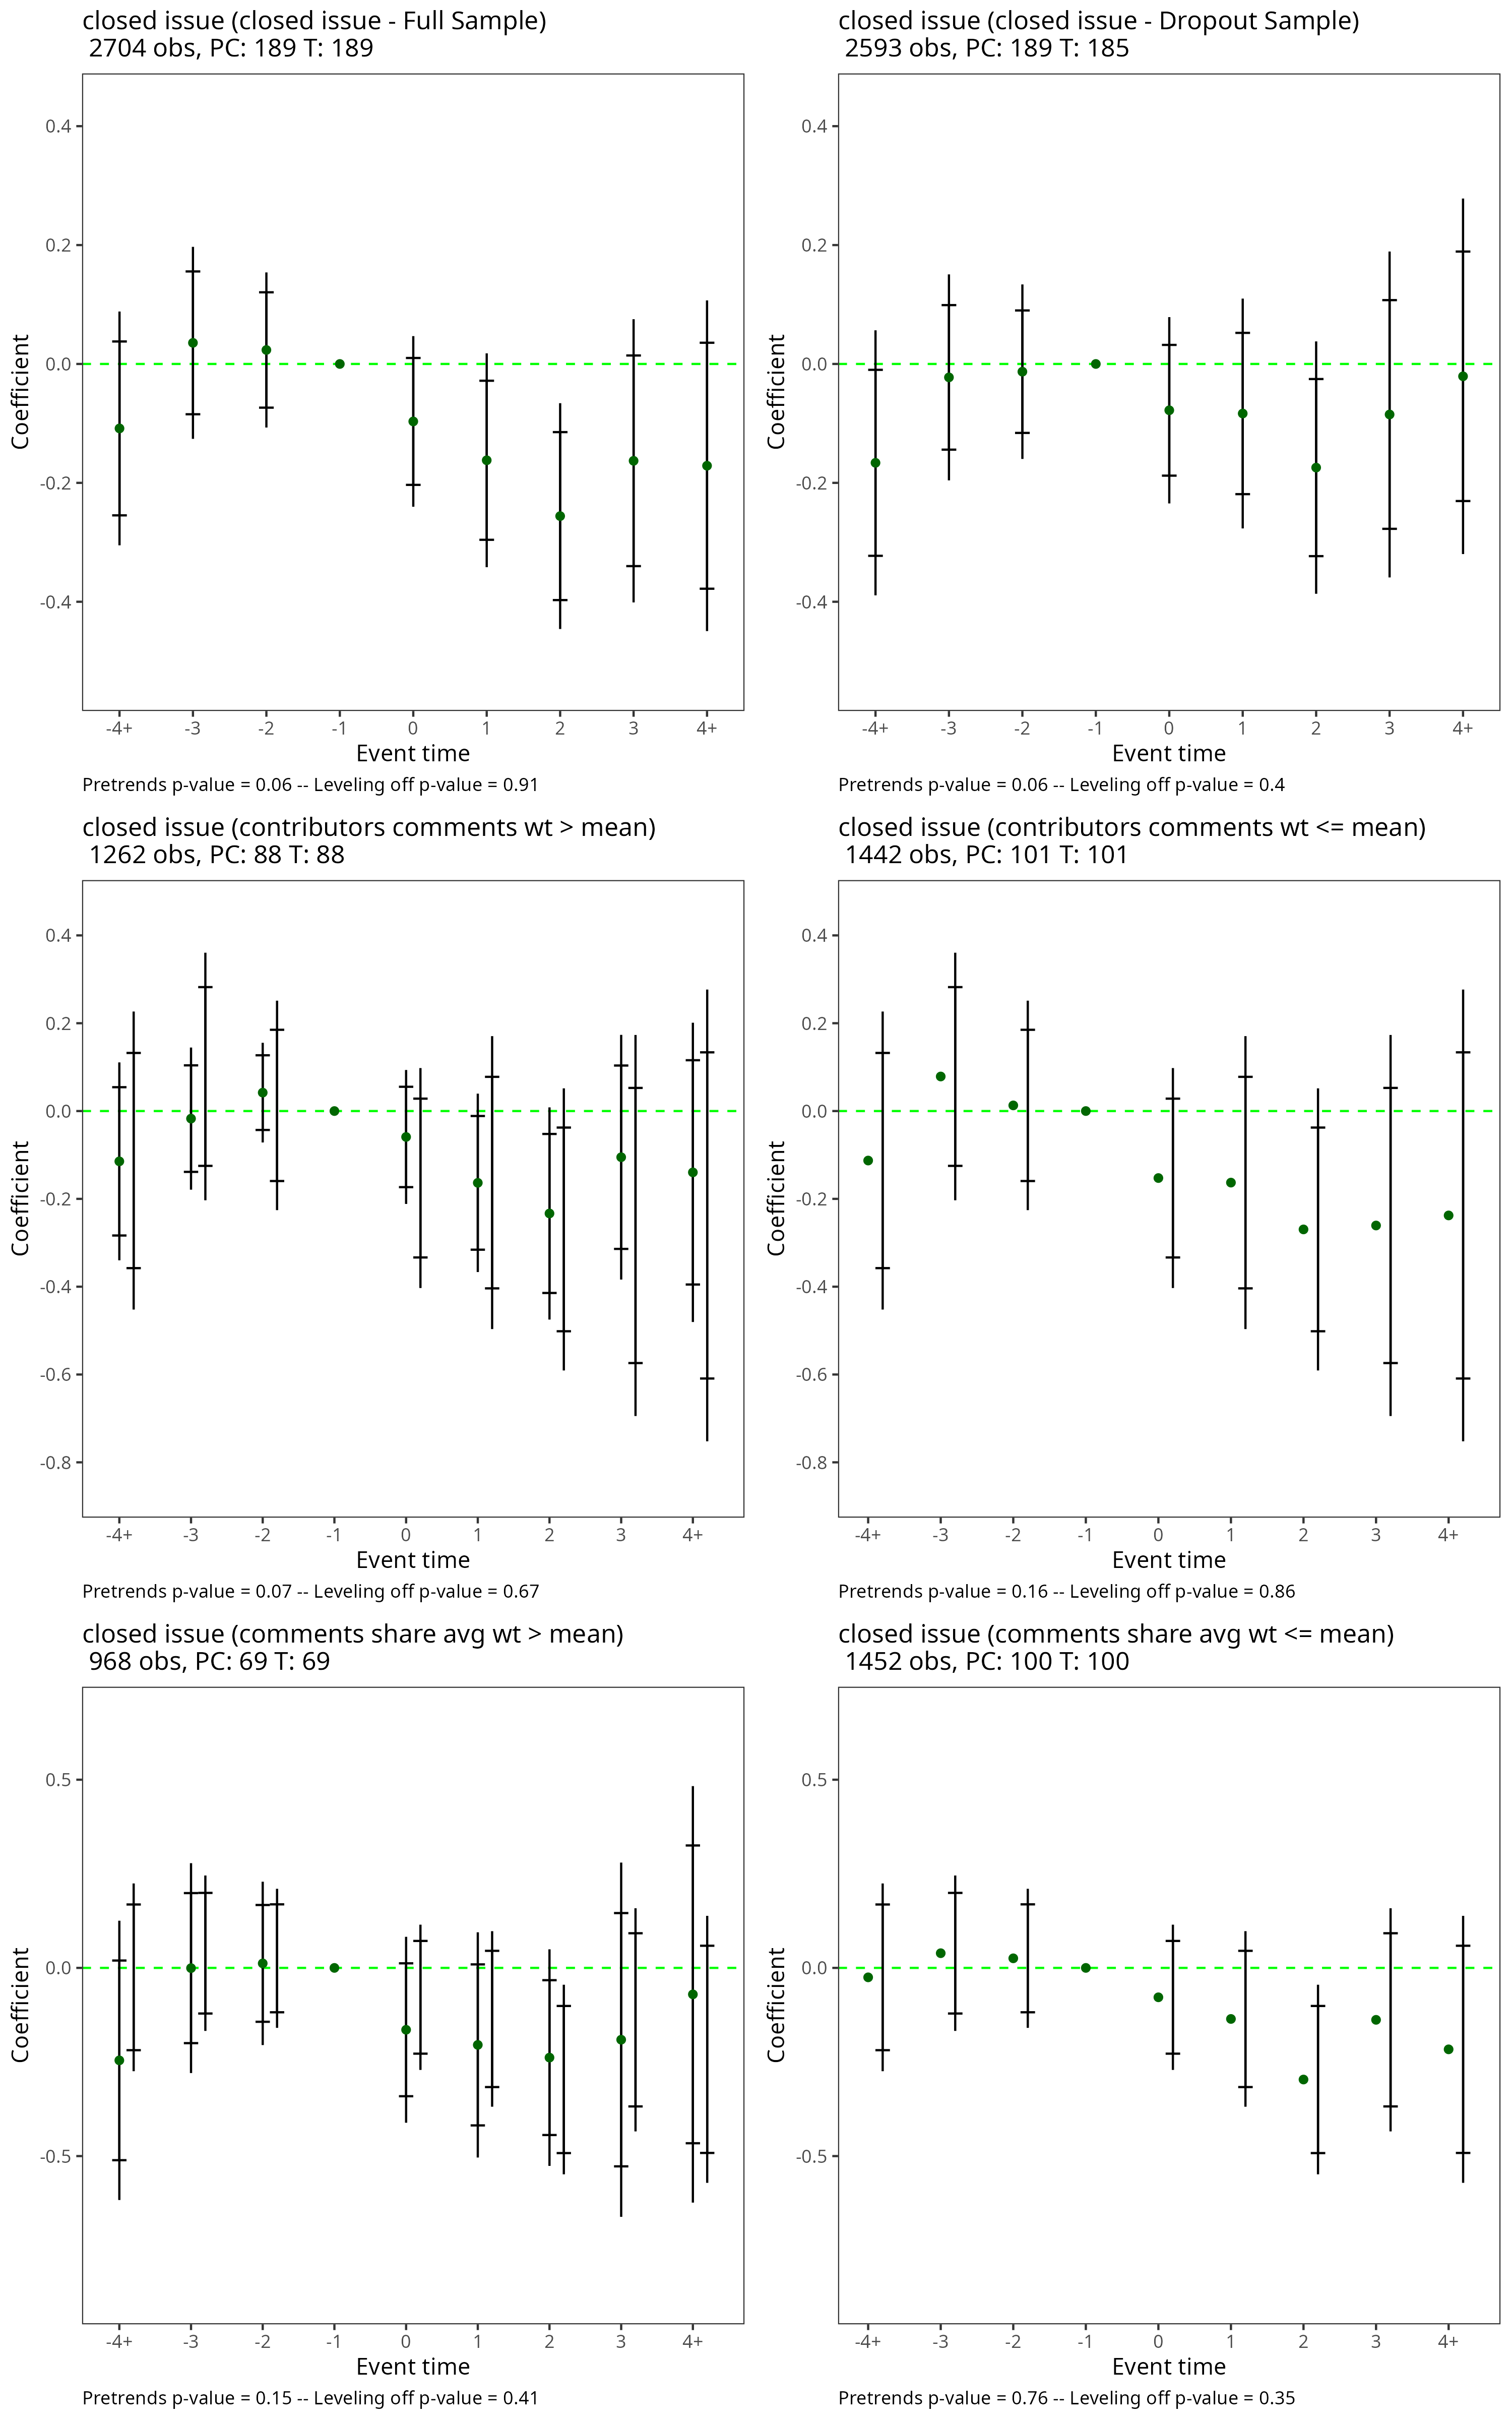 closed issue (closed issue - Full Sample)
2704 obs, PC: 189 T: 189
0.4
0.2
0.0
-0.2
-0.4
Coefficient
-4+ -3 -2 -1 0 1 2 3 4+
Event time
Pretrends p-value = 0.06 -- Leveling off p-value = 0.91
closed issue (closed issue - Dropout Sample)
2593 obs, PC: 189 T: 185
0.4
0.2
0.0
-0.2
-0.4
Coefficient
-4+ -3 -2 -1 0 1 2 3 4+
Event time
Pretrends p-value = 0.06 -- Leveling off p-value = 0.4
closed issue (contributors comments wt > mean)
1262 obs, PC: 88 T: 88
0.4
0.2
0.0
-0.2
-0.4
-0.6
-0.8
Coefficient
-4+ -3 -2 -1 0 1 2 3 4+
Event time
Pretrends p-value = 0.07 -- Leveling off p-value = 0.67
closed issue (contributors comments wt <= mean)
1442 obs, PC: 101 T: 101
0.4
0.2
0.0
-0.2
-0.4
-0.6
-0.8
Coefficient
-4+ -3 -2 -1 0 1 2 3 4+
Event time
Pretrends p-value = 0.16 -- Leveling off p-value = 0.86
closed issue (comments share avg wt > mean)
968 obs, PC: 69 T: 69
0.5
0.0
-0.5
Coefficient
-4+ -3 -2 -1 0 1 2 3 4+
Event time
Pretrends p-value = 0.15 -- Leveling off p-value = 0.41
closed issue (comments share avg wt <= mean)
1452 obs, PC: 100 T: 100
0.5
0.0
-0.5
Coefficient
-4+ -3 -2 -1 0 1 2 3 4+
Event time
Pretrends p-value = 0.76 -- Leveling off p-value = 0.35